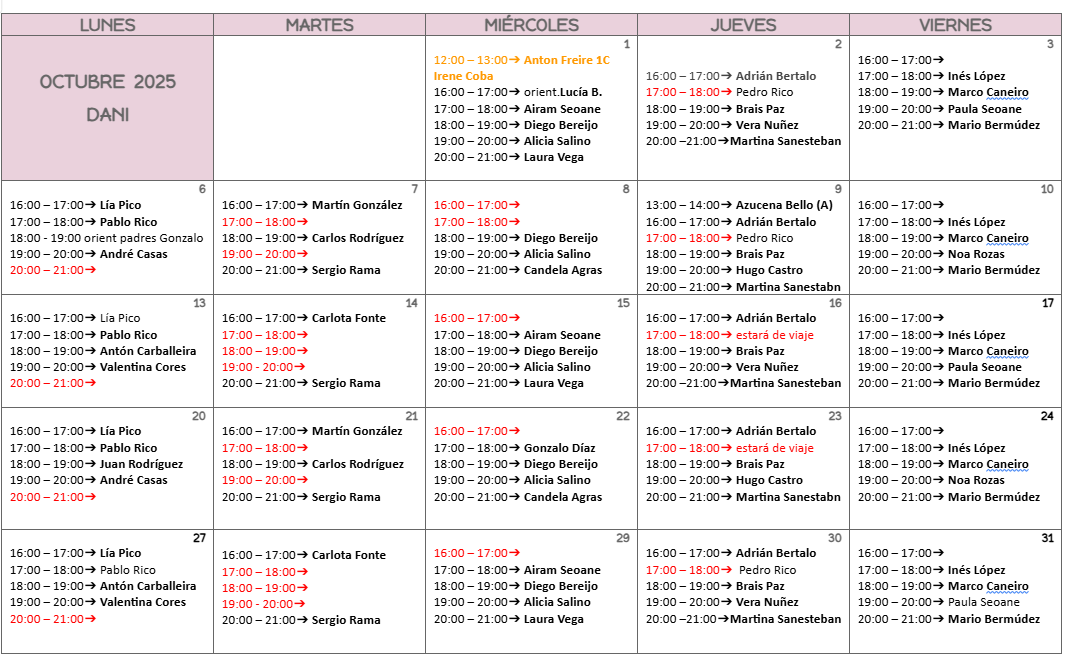 LUNES
MARTES
MIÉRCOLES
JUEVES
VIERNES
OCTUBRE 2025
DANI
1
12:00 – 13:00➔ Anton Freire 1C
Irene Coba
16:00 – 17:00➔ orient.Lucía B.
17:00 – 18:00➔ Airam Seoane
18:00 – 19:00➔ Diego Bereijo
19:00 – 20:00➔ Alicia Salino
20:00 – 21:00➔ Laura Vega
2
16:00 – 17:00➔ Adrián Bertalo
17:00 – 18:00➔ Pedro Rico
18:00 – 19:00➔ Brais Paz
19:00 – 20:00➔ Vera Nuñez
20:00 –21:00➔Martina Sanesteban
3
16:00 – 17:00➔
17:00 – 18:00➔ Inés López
18:00 – 19:00➔ Marco Caneiro
19:00 – 20:00➔ Paula Seoane
20:00 – 21:00➔ Mario Bermúdez
6
16:00 – 17:00➔ Lía Pico
17:00 – 18:00➔ Pablo Rico
18:00 - 19:00 orient padres Gonzalo
19:00 – 20:00➔ André Casas
20:00 – 21:00➔
7
16:00 – 17:00➔ Martín González
17:00 – 18:00➔
18:00 – 19:00➔ Carlos Rodríguez
19:00 – 20:00➔
20:00 – 21:00➔ Sergio Rama
8
16:00 – 17:00➔
17:00 – 18:00➔
18:00 – 19:00➔ Diego Bereijo
19:00 – 20:00➔ Alicia Salino
20:00 – 21:00➔ Candela Agras
9
13:00 – 14:00➔ Azucena Bello (A)
16:00 – 17:00➔ Adrián Bertalo
17:00 – 18:00➔ Pedro Rico
18:00 – 19:00➔ Brais Paz
19:00 – 20:00➔ Hugo Castro
20:00 – 21:00➔ Martina Sanestabn
10
16:00 – 17:00➔
17:00 – 18:00➔ Inés López
18:00 – 19:00➔ Marco Caneiro
19:00 – 20:00➔ Noa Rozas
20:00 – 21:00➔ Mario Bermúdez
13
16:00 – 17:00➔ Lía Pico
17:00 – 18:00➔ Pablo Rico
18:00 – 19:00➔ Antón Carballeira
19:00 – 20:00➔ Valentina Cores
20:00 – 21:00➔
14
16:00 – 17:00➔ Carlota Fonte
17:00 – 18:00➔
18:00 – 19:00➔
19:00 - 20:00➔
20:00 – 21:00➔ Sergio Rama
15
16:00 – 17:00➔
17:00 – 18:00➔ Airam Seoane
18:00 – 19:00➔ Diego Bereijo
19:00 – 20:00➔ Alicia Salino
20:00 – 21:00➔ Laura Vega
16
16:00 – 17:00➔ Adrián Bertalo
17:00 – 18:00➔ estará de viaje
18:00 – 19:00➔ Brais Paz
19:00 – 20:00➔ Vera Nuñez
20:00 –21:00➔Martina Sanesteban
17
16:00 – 17:00➔
17:00 – 18:00➔ Inés López
18:00 – 19:00➔ Marco Caneiro
19:00 – 20:00➔ Paula Seoane
20:00 – 21:00➔ Mario Bermúdez
20
16:00 – 17:00➔ Lía Pico
17:00 – 18:00➔ Pablo Rico
18:00 – 19:00➔ Juan Rodríguez
19:00 – 20:00➔ André Casas
20:00 – 21:00➔
21
16:00 – 17:00➔ Martín González
17:00 – 18:00➔
18:00 – 19:00➔ Carlos Rodríguez
19:00 – 20:00➔
20:00 – 21:00➔ Sergio Rama
22
16:00 – 17:00➔
17:00 – 18:00➔ Gonzalo Díaz
18:00 – 19:00➔ Diego Bereijo
19:00 – 20:00➔ Alicia Salino
20:00 – 21:00➔ Candela Agras
23
16:00 – 17:00➔ Adrián Bertalo
17:00 – 18:00➔ estará de viaje
18:00 – 19:00➔ Brais Paz
19:00 – 20:00➔ Hugo Castro
20:00 – 21:00➔ Martina Sanestabn
24
16:00 – 17:00➔
17:00 – 18:00➔ Inés López
18:00 – 19:00➔ Marco Caneiro
19:00 – 20:00➔ Noa Rozas
20:00 – 21:00➔ Mario Bermúdez
27
16:00 – 17:00➔ Lía Pico
17:00 – 18:00➔ Pablo Rico
18:00 – 19:00➔ Antón Carballeira
19:00 – 20:00➔ Valentina Cores
20:00 – 21:00➔
16:00 – 17:00➔ Carlota Fonte
17:00 – 18:00➔
18:00 – 19:00➔
19:00 - 20:00➔
20:00 – 21:00➔ Sergio Rama
29
16:00 – 17:00➔
17:00 – 18:00➔ Airam Seoane
18:00 – 19:00➔ Diego Bereijo
19:00 – 20:00➔ Alicia Salino
20:00 – 21:00➔ Laura Vega
30
16:00 – 17:00➔ Adrián Bertalo
17:00 – 18:00➔ Pedro Rico
18:00 – 19:00➔ Brais Paz
19:00 – 20:00➔ Vera Nuñez
20:00 –21:00➔Martina Sanesteban
31
16:00 – 17:00➔
17:00 – 18:00➔ Inés López
18:00 – 19:00➔ Marco Caneiro
19:00 – 20:00➔ Paula Seoane
20:00 – 21:00➔ Mario Bermúdez